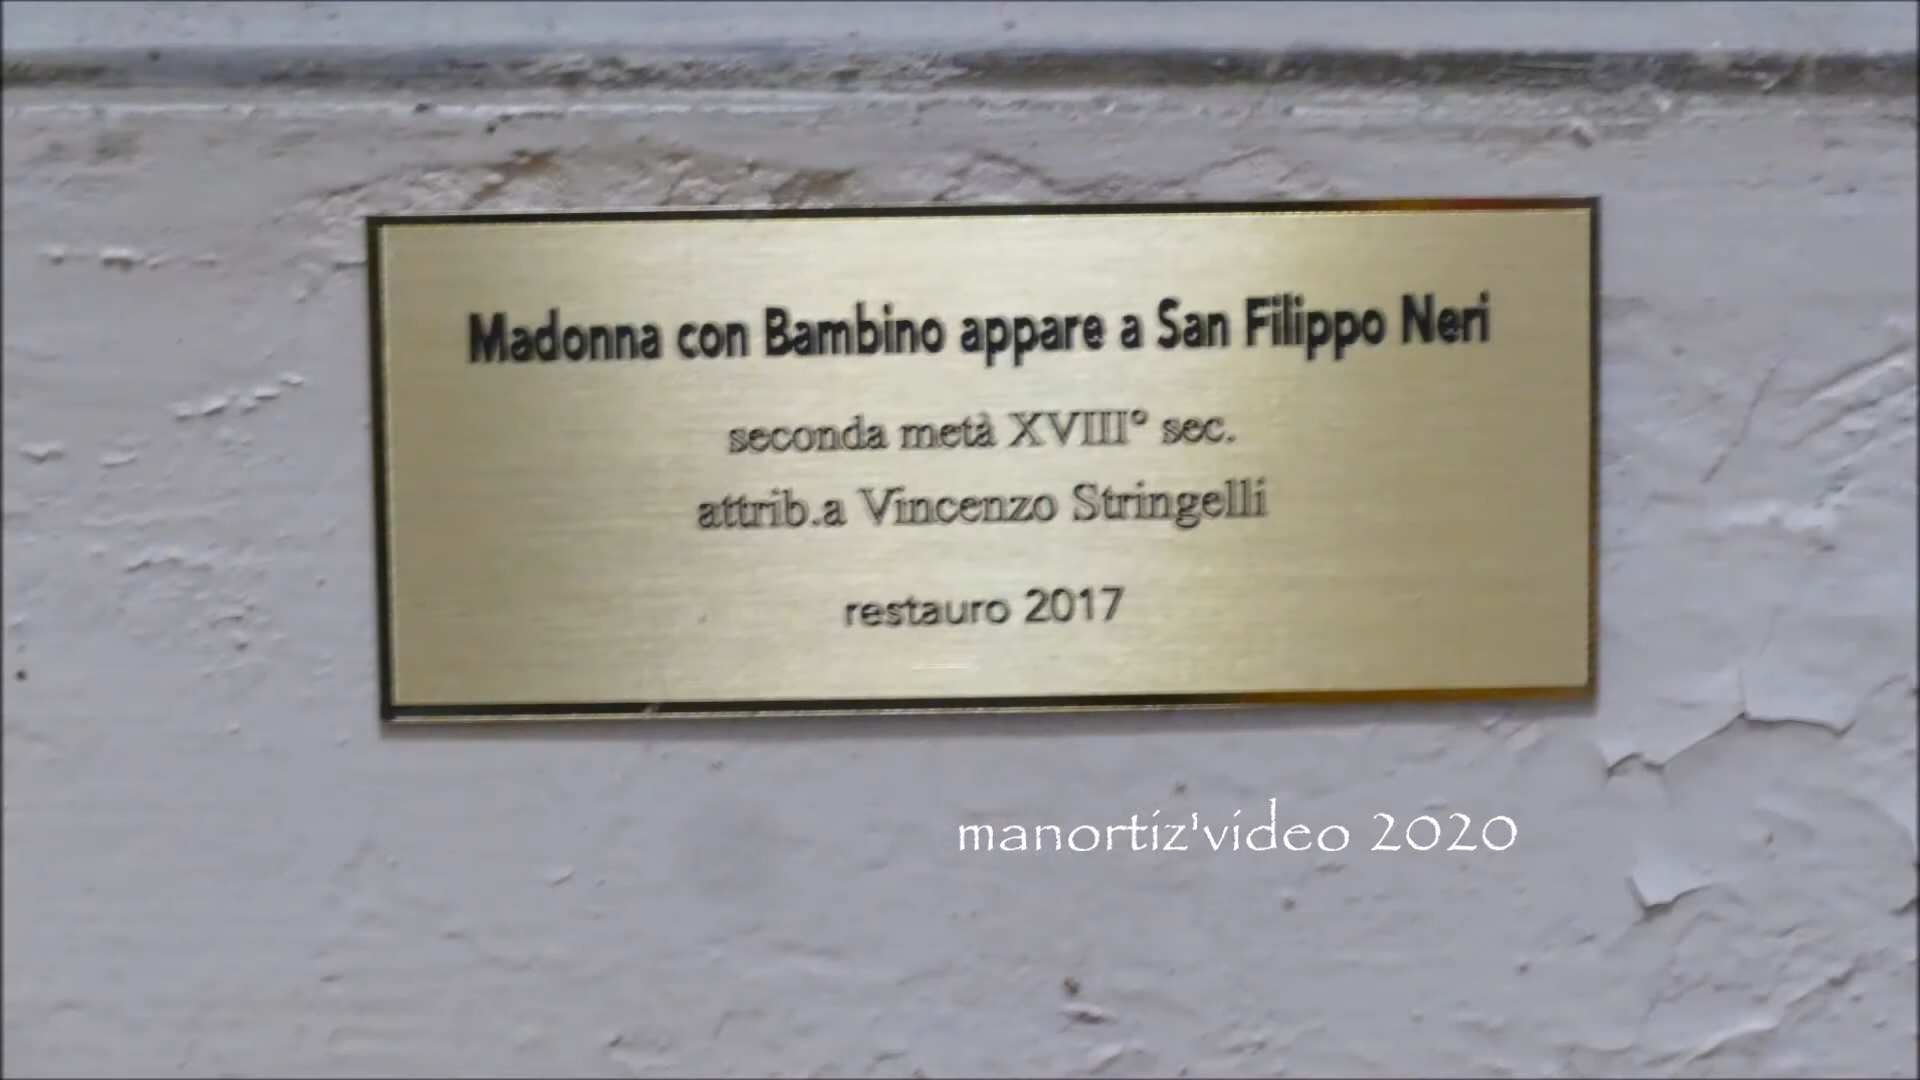 Madonna con Bambino appare a San Filippo Neri
seconda metà XVIII° sec.
attrib.a Vincenzo Stringelli
restauro 2017
manortiz'video 2020